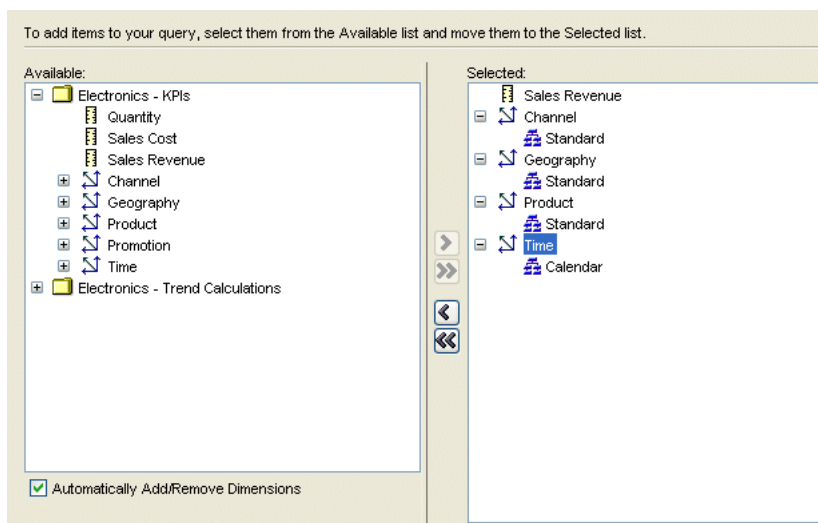 To add items to your query, select them from the Available list and move them to the Selected list.
Available:
Electronics - KPIs
Quantity
Sales Cost
Sales Revenue
Channel
Geography
Product
Promotion
Time
Electronics - Trend Calculations
Automatically Add/Remove Dimensions
Selected:
Sales Revenue
Channel
Standard
Geography
Standard
Product
Standard
Time
Calendar